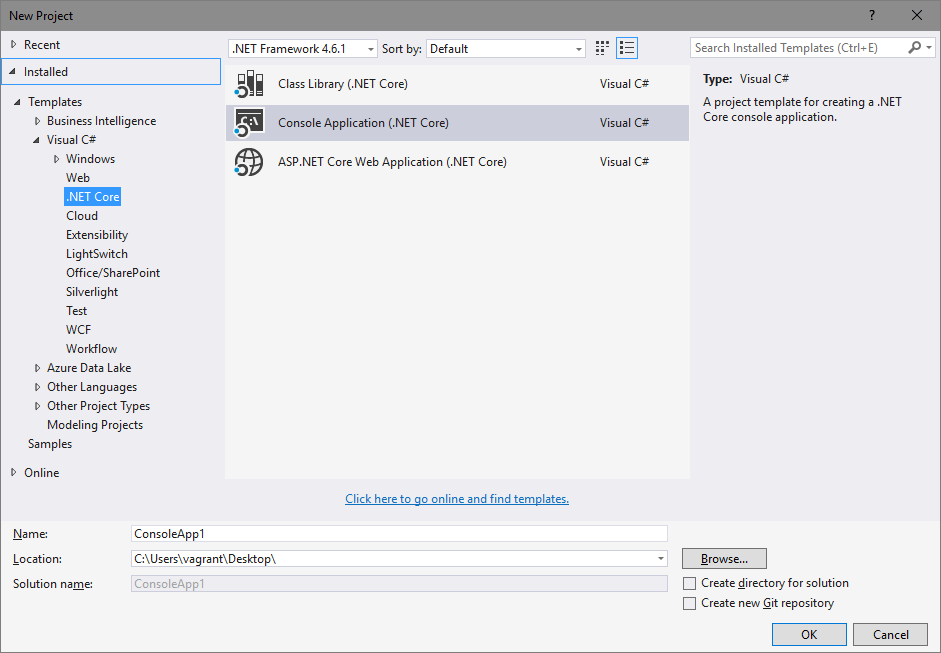 New Project
?
Recent
.NET Framework 4.6.1
Sort by:
Default
Search Installed Templates (Ctrl+E)
Installed
Templates
Business Intelligence
Visual C#
Windows
Web
.NET Core
Cloud
Extensibility
LightSwitch
Office/SharePoint
Silverlight
Test
WCF
Workflow
Azure Data Lake
Other Languages
Other Project Types
Modeling Projects
Samples
Online
Class Library (.NET Core) Visual C#
C:\
Console Application (.NET Core) Visual C#
ASP.NET Core Web Application (.NET Core) Visual C#
Type: Visual C#
A project template for creating a .NET
Core console application.
Click here to go online and find templates.
Name: ConsoleApp1
Location: C:\Users\vagrant\Desktop\
Browse...
Solution name: ConsoleApp1
Create directory for solution
Create new Git repository
OK
Cancel